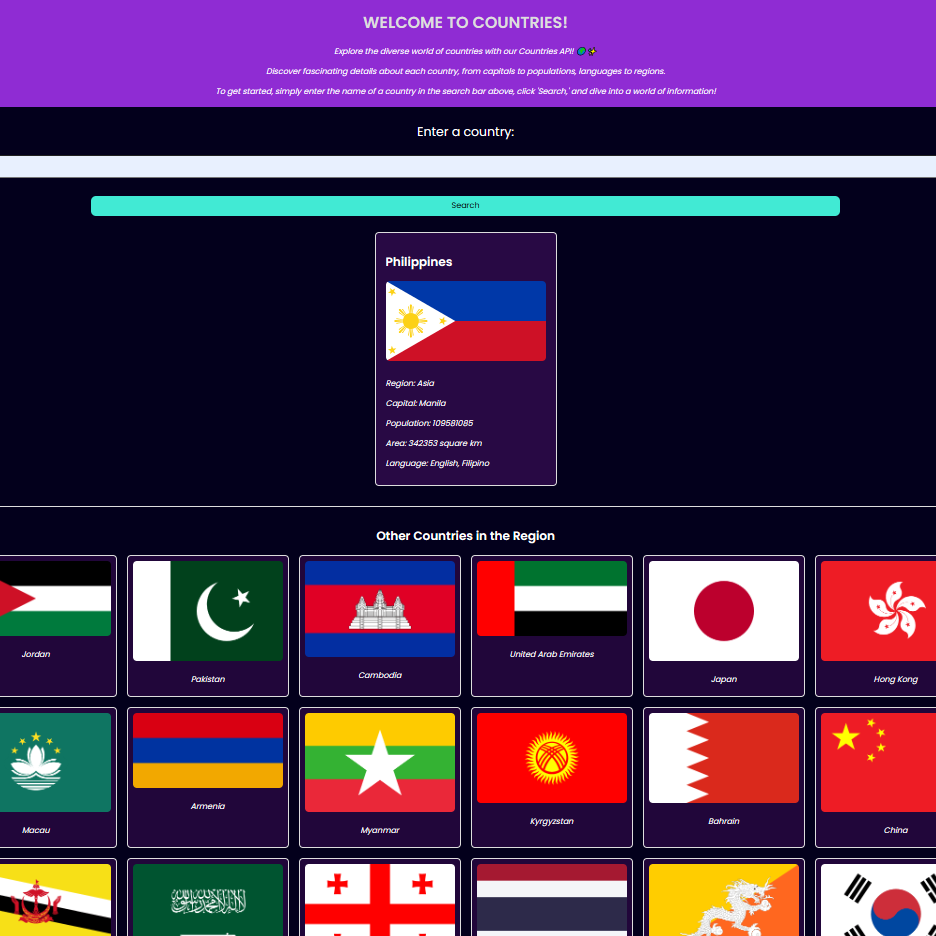 WELCOME TO COUNTRIES!
Explore the diverse world of countries with our Countries API!
Discover fascinating details about each country, from capitals to populations, languages to regions.
To get started, simply enter the name of a country in the search bar above, click 'Search,' and dive into a world of information!
Enter a country:
Search
Philippines
Region: Asia
Capital: Manila
Population: 109581085
Area: 342353 square km
Language: English, Filipino
Other Countries in the Region
Jordan
Pakistan
Cambodia
United Arab Emirates
Japan
Hong Kong
Macau
Armenia
Myanmar
Kyrgyzstan
Bahrain
China